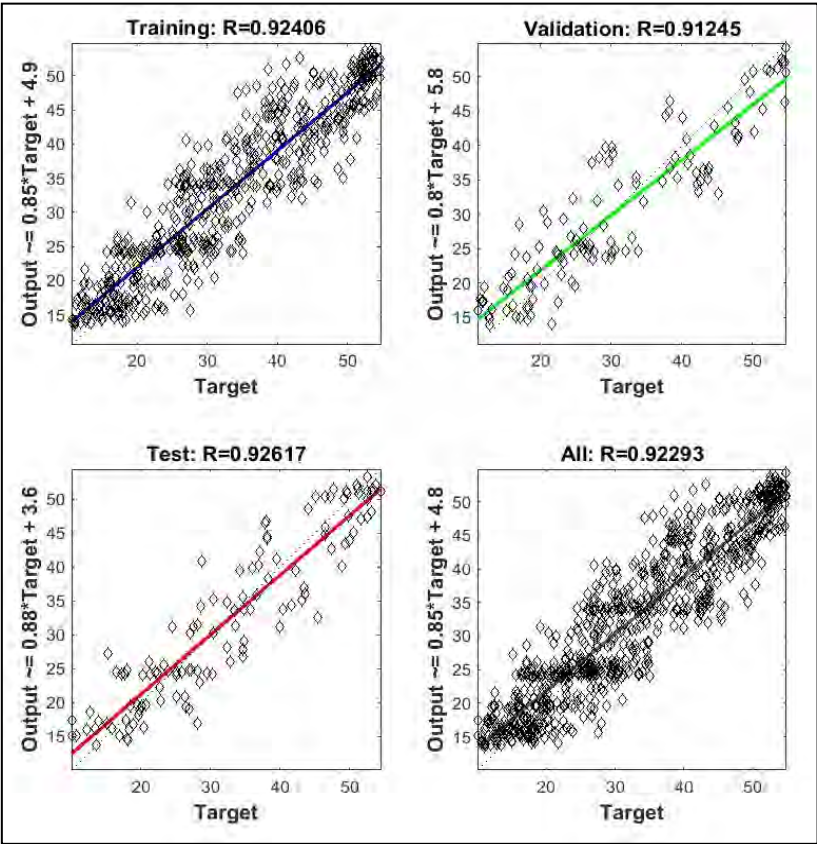 Training: R=0.92406
Output ~= 0.85*Target + 4.9
50
45
40
35
30
25
20
15
20 30 40 50
Target
Validation: R=0.91245
Output ~= 0.8*Target + 5.8
50
45
40
35
30
25
20
15
20 30 40 50
Target
Test: R=0.92617
Output ~= 0.88*Target + 3.6
50
45
40
35
30
25
20
15
20 30 40 50
Target
All: R=0.92293
Output ~= 0.85*Target + 4.8
50
45
40
35
30
25
20
15
20 30 40 50
Target